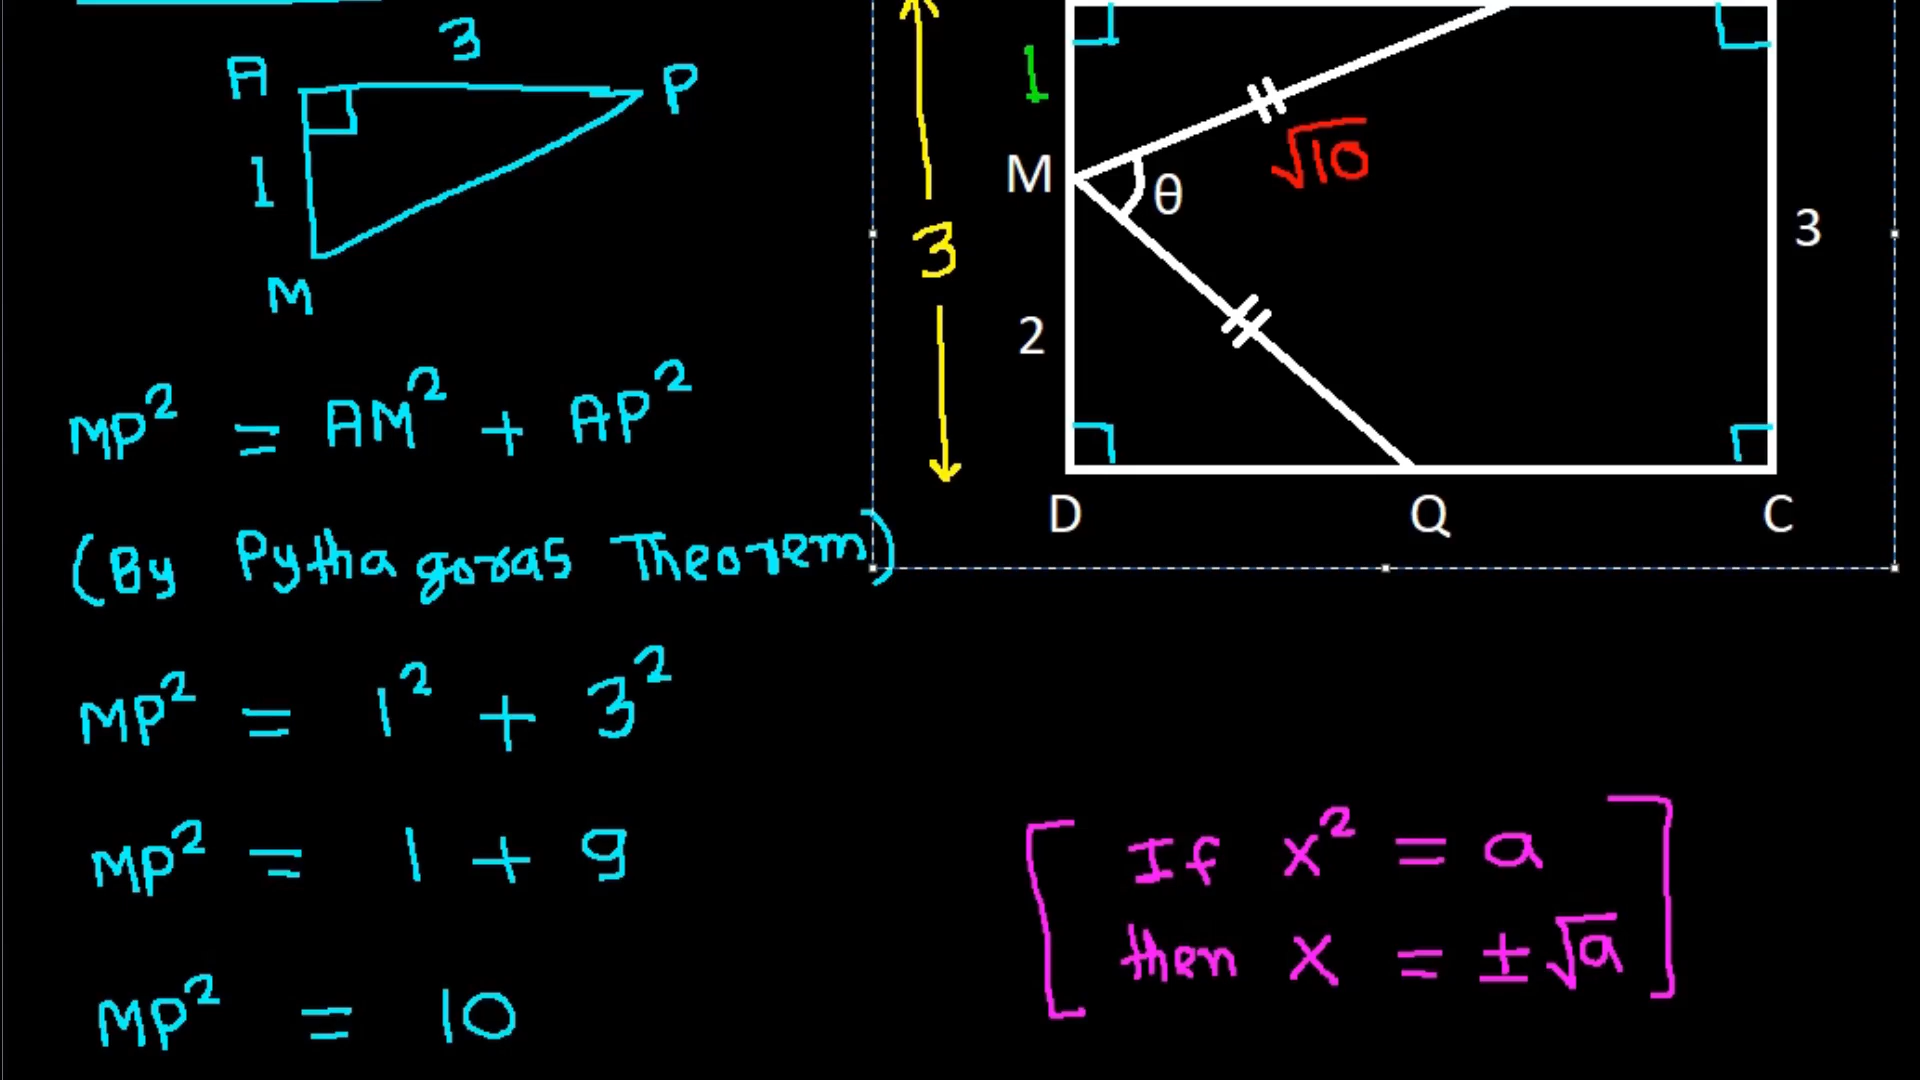 3
A P
1
M
MP² = AM² + AP²
(By Pythagoras Theorem)
MP² = 1² + 3²
MP² = 1 + 9
MP² = 10
1
√10
M θ
3
3
2
D Q C
[If x² = a
then x = ±√a]